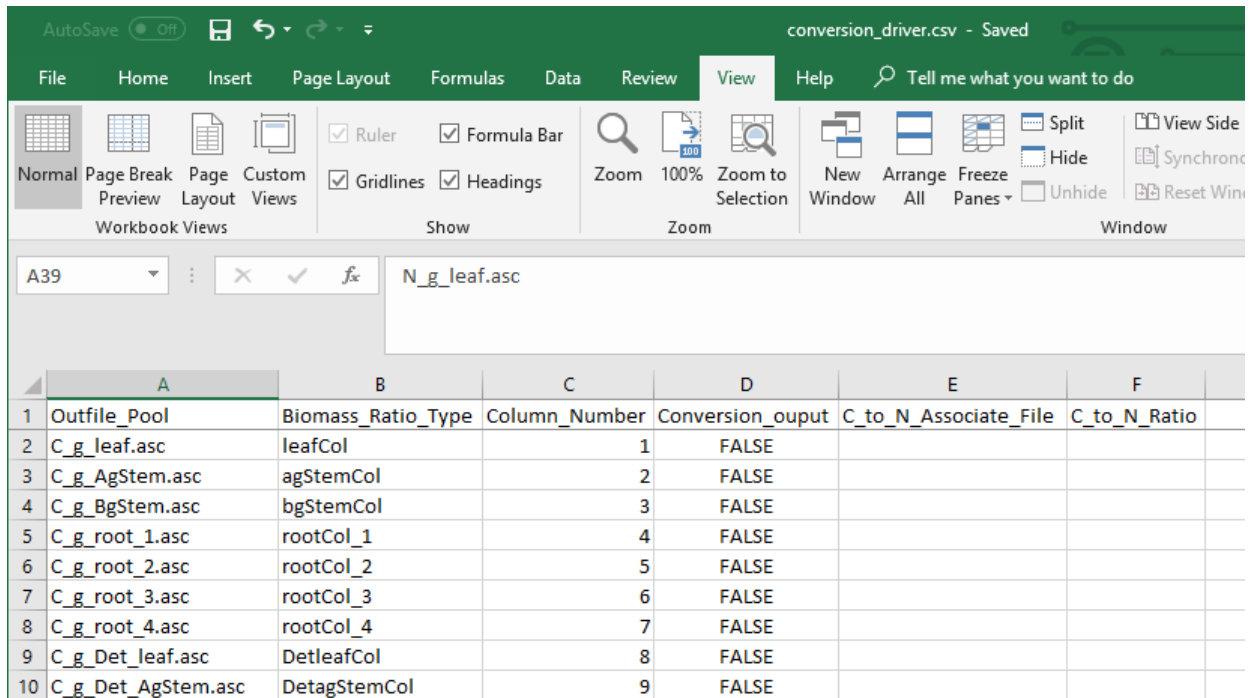 AutoSave Off conversion_driver.csv - Saved
File Home Insert Page Layout Formulas Data Review View Help Tell me what you want to do
Normal Page Break Preview Page Layout Custom Views
Workbook Views
Ruler Formula Bar
Gridlines Headings
Show
Zoom 100% Zoom to Selection
100
Zoom
New Window Arrange All Freeze Panes
Split
Hide
Unhide
View Side
Synchrono
Reset Win
Window
A39 fx N_g_leaf.asc
A B C D E F
1 Outfile_Pool Biomass_Ratio_Type Column_Number Conversion_ouput C_to_N_Associate_File C_to_N_Ratio
2 C_g_leaf.asc leafCol 1 FALSE
3 C_g_AgStem.asc agStemCol 2 FALSE
4 C_g_BgStem.asc bgStemCol 3 FALSE
5 C_g_root_1.asc rootCol_1 4 FALSE
6 C_g_root_2.asc rootCol_2 5 FALSE
7 C_g_root_3.asc rootCol_3 6 FALSE
8 C_g_root_4.asc rootCol_4 7 FALSE
9 C_g_Det_leaf.asc DetleafCol 8 FALSE
10 C_g_Det_AgStem.asc DetagStemCol 9 FALSE